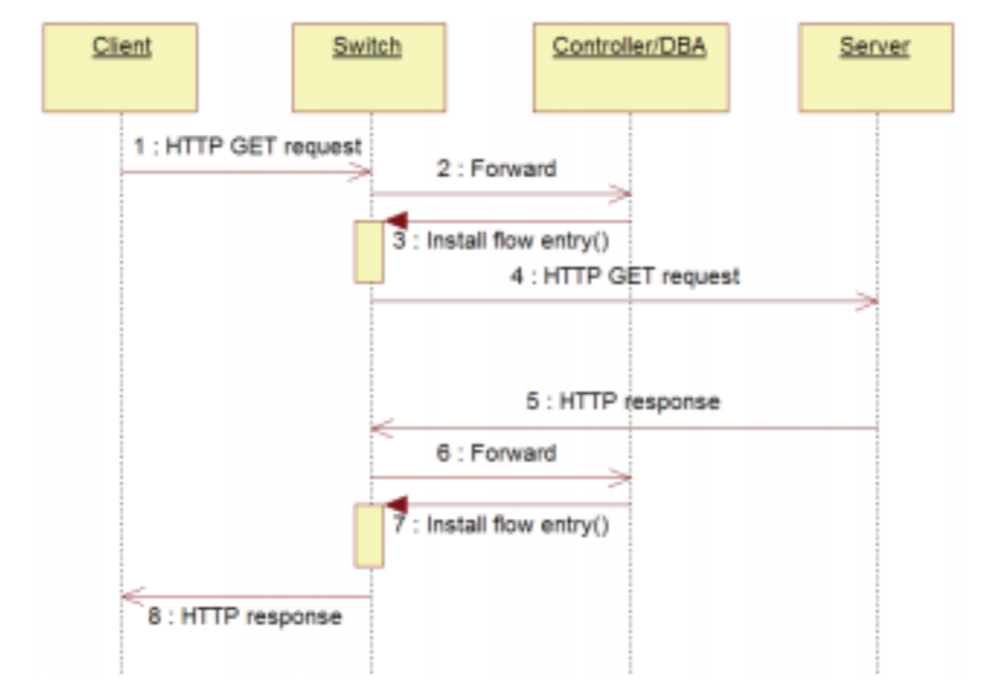 Client
Switch
Controller/DBA
Server
1 : HTTP GET request
2 : Forward
3 : Install flow entry()
4 : HTTP GET request
5 : HTTP response
6 : Forward
7 : Install flow entry()
8 : HTTP response